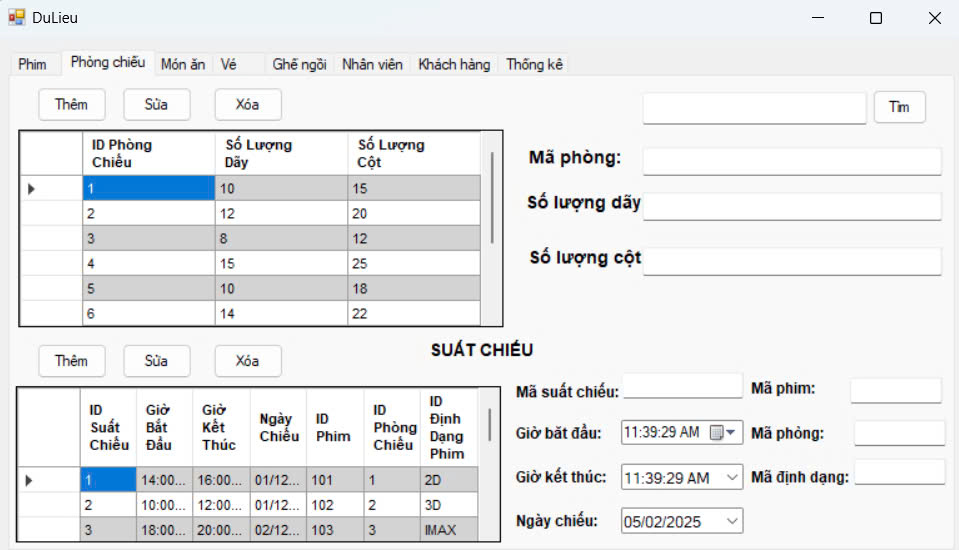 DuLieu
Phim Phòng chiếu Món ăn Vé Ghế ngồi Nhân viên Khách hàng Thống kê
Thêm Sửa Xóa Tìm
ID Phòng Chiếu Số Lượng Dãy Số Lượng Cột
1 10 15
2 12 20
3 8 12
4 15 25
5 10 18
6 14 22
Mã phòng:
Số lượng dãy
Số lượng cột
Thêm Sửa Xóa
SUẤT CHIẾU
ID Suất Chiếu Giờ Bắt Đầu Giờ Kết Thúc Ngày Chiếu ID Phim ID Phòng Chiếu ID Định Dạng Phim
1 14:00... 16:00... 01/12... 101 1 2D
2 10:00... 12:00... 01/12... 102 2 3D
3 18:00... 20:00... 02/12... 103 3 IMAX
Mã suất chiếu: Mã phim:
Giờ băt đầu: 11:39:29 AM Mã phòng:
Giờ kết thúc: 11:39:29 AM Mã định dạng:
Ngày chiếu: 05/02/2025